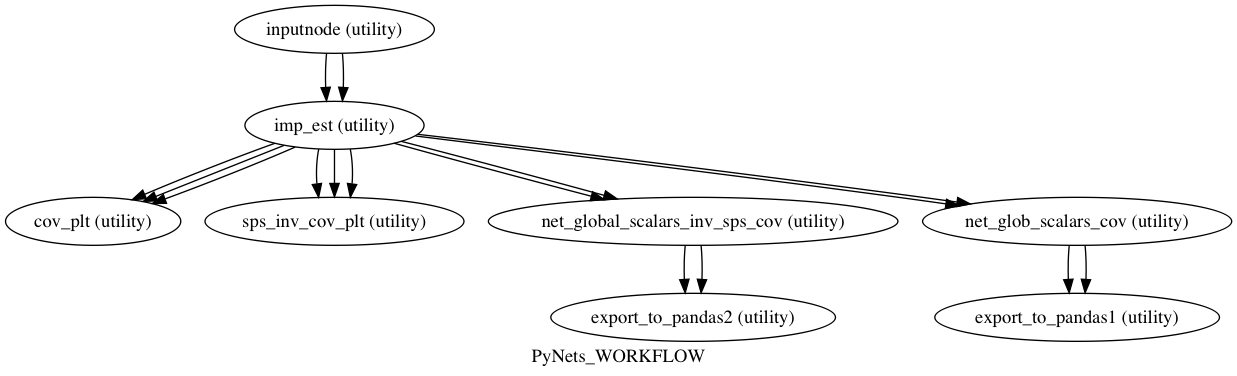 inputnode (utility)
imp_est (utility)
cov_plt (utility)
sps_inv_cov_plt (utility)
net_global_scalars_inv_sps_cov (utility)
net_glob_scalars_cov (utility)
export_to_pandas2 (utility)
export_to_pandas1 (utility)
PyNets_WORKFLOW